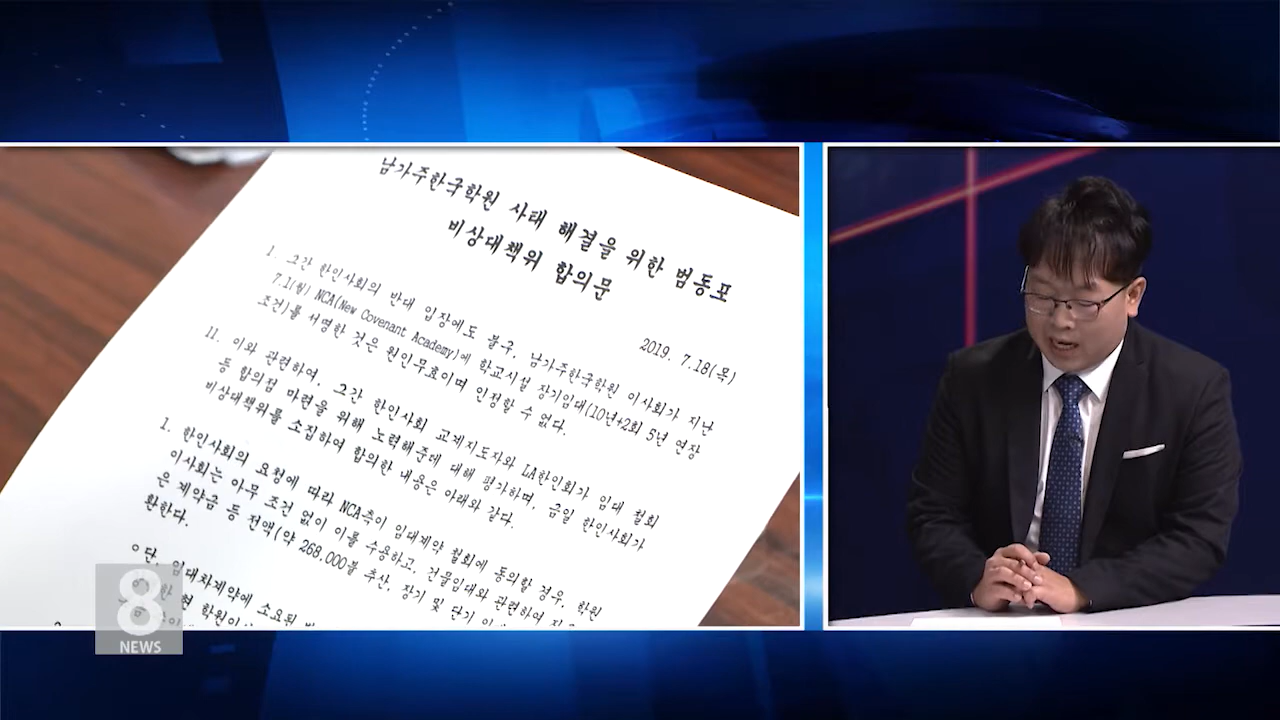 남가주한국학원 사태 해결을 위한 범동포
비상대책위 합의문
2019. 7.18(목)
I. 그간 한인사회의 반대 입장에도 불구, 남가주한국학원 이사회가 지난
7.1(월) NCA(New Covenant Academy)에 학교시설 장기임대(10년+2회 5년 연장
조건)를 서명한 것은 원인무효이며 인정할 수 없다.
II. 이와 관련하여, 그간 한인사회 교계지도자와 LA한인회가 임대 철회
등 합의점 마련을 위해 노력해준데 대해 평가하며, 금일 한인사회가
비상대책위를 소집하여 합의한 내용은 아래와 같다.
1. 한인사회의 요청에 따라 NCA측이 임대계약 철회에 동의할 경우, 학원
이사회는 아무 조건 없이 이를 수용하고, 건물임대와 관련하여
은 계약금 등 전액(약 268,000불 추산, 장기 및 단기
환한다.
ㅇ단, 임대차계약에 소요된
현
8
NEWS